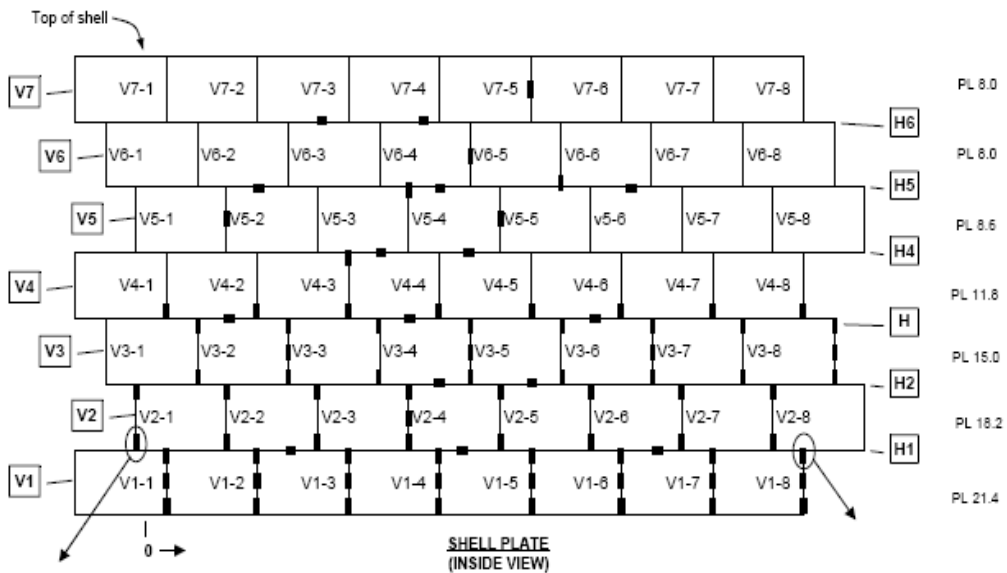 Top of shell
V7 V7-1 V7-2 V7-3 V7-4 V7-5 V7-6 V7-7 V7-8 PL 8.0
H6
V6 V6-1 V6-2 V6-3 V6-4 V6-5 V6-6 V6-7 V6-8 PL 8.0
H5
V5 V5-1 V5-2 V5-3 V5-4 V5-5 v5-6 V5-7 V5-8 PL 8.6
H4
V4 V4-1 V4-2 V4-3 V4-4 V4-5 V4-6 V4-7 V4-8 PL 11.8
H
V3 V3-1 V3-2 V3-3 V3-4 V3-5 V3-6 V3-7 V3-8 PL 15.0
H2
V2 V2-1 V2-2 V2-3 V2-4 V2-5 V2-6 V2-7 V2-8 PL 18.2
H1
V1 V1-1 V1-2 V1-3 V1-4 V1-5 V1-6 V1-7 V1-8 PL 21.4
0
SHELL PLATE
(INSIDE VIEW)